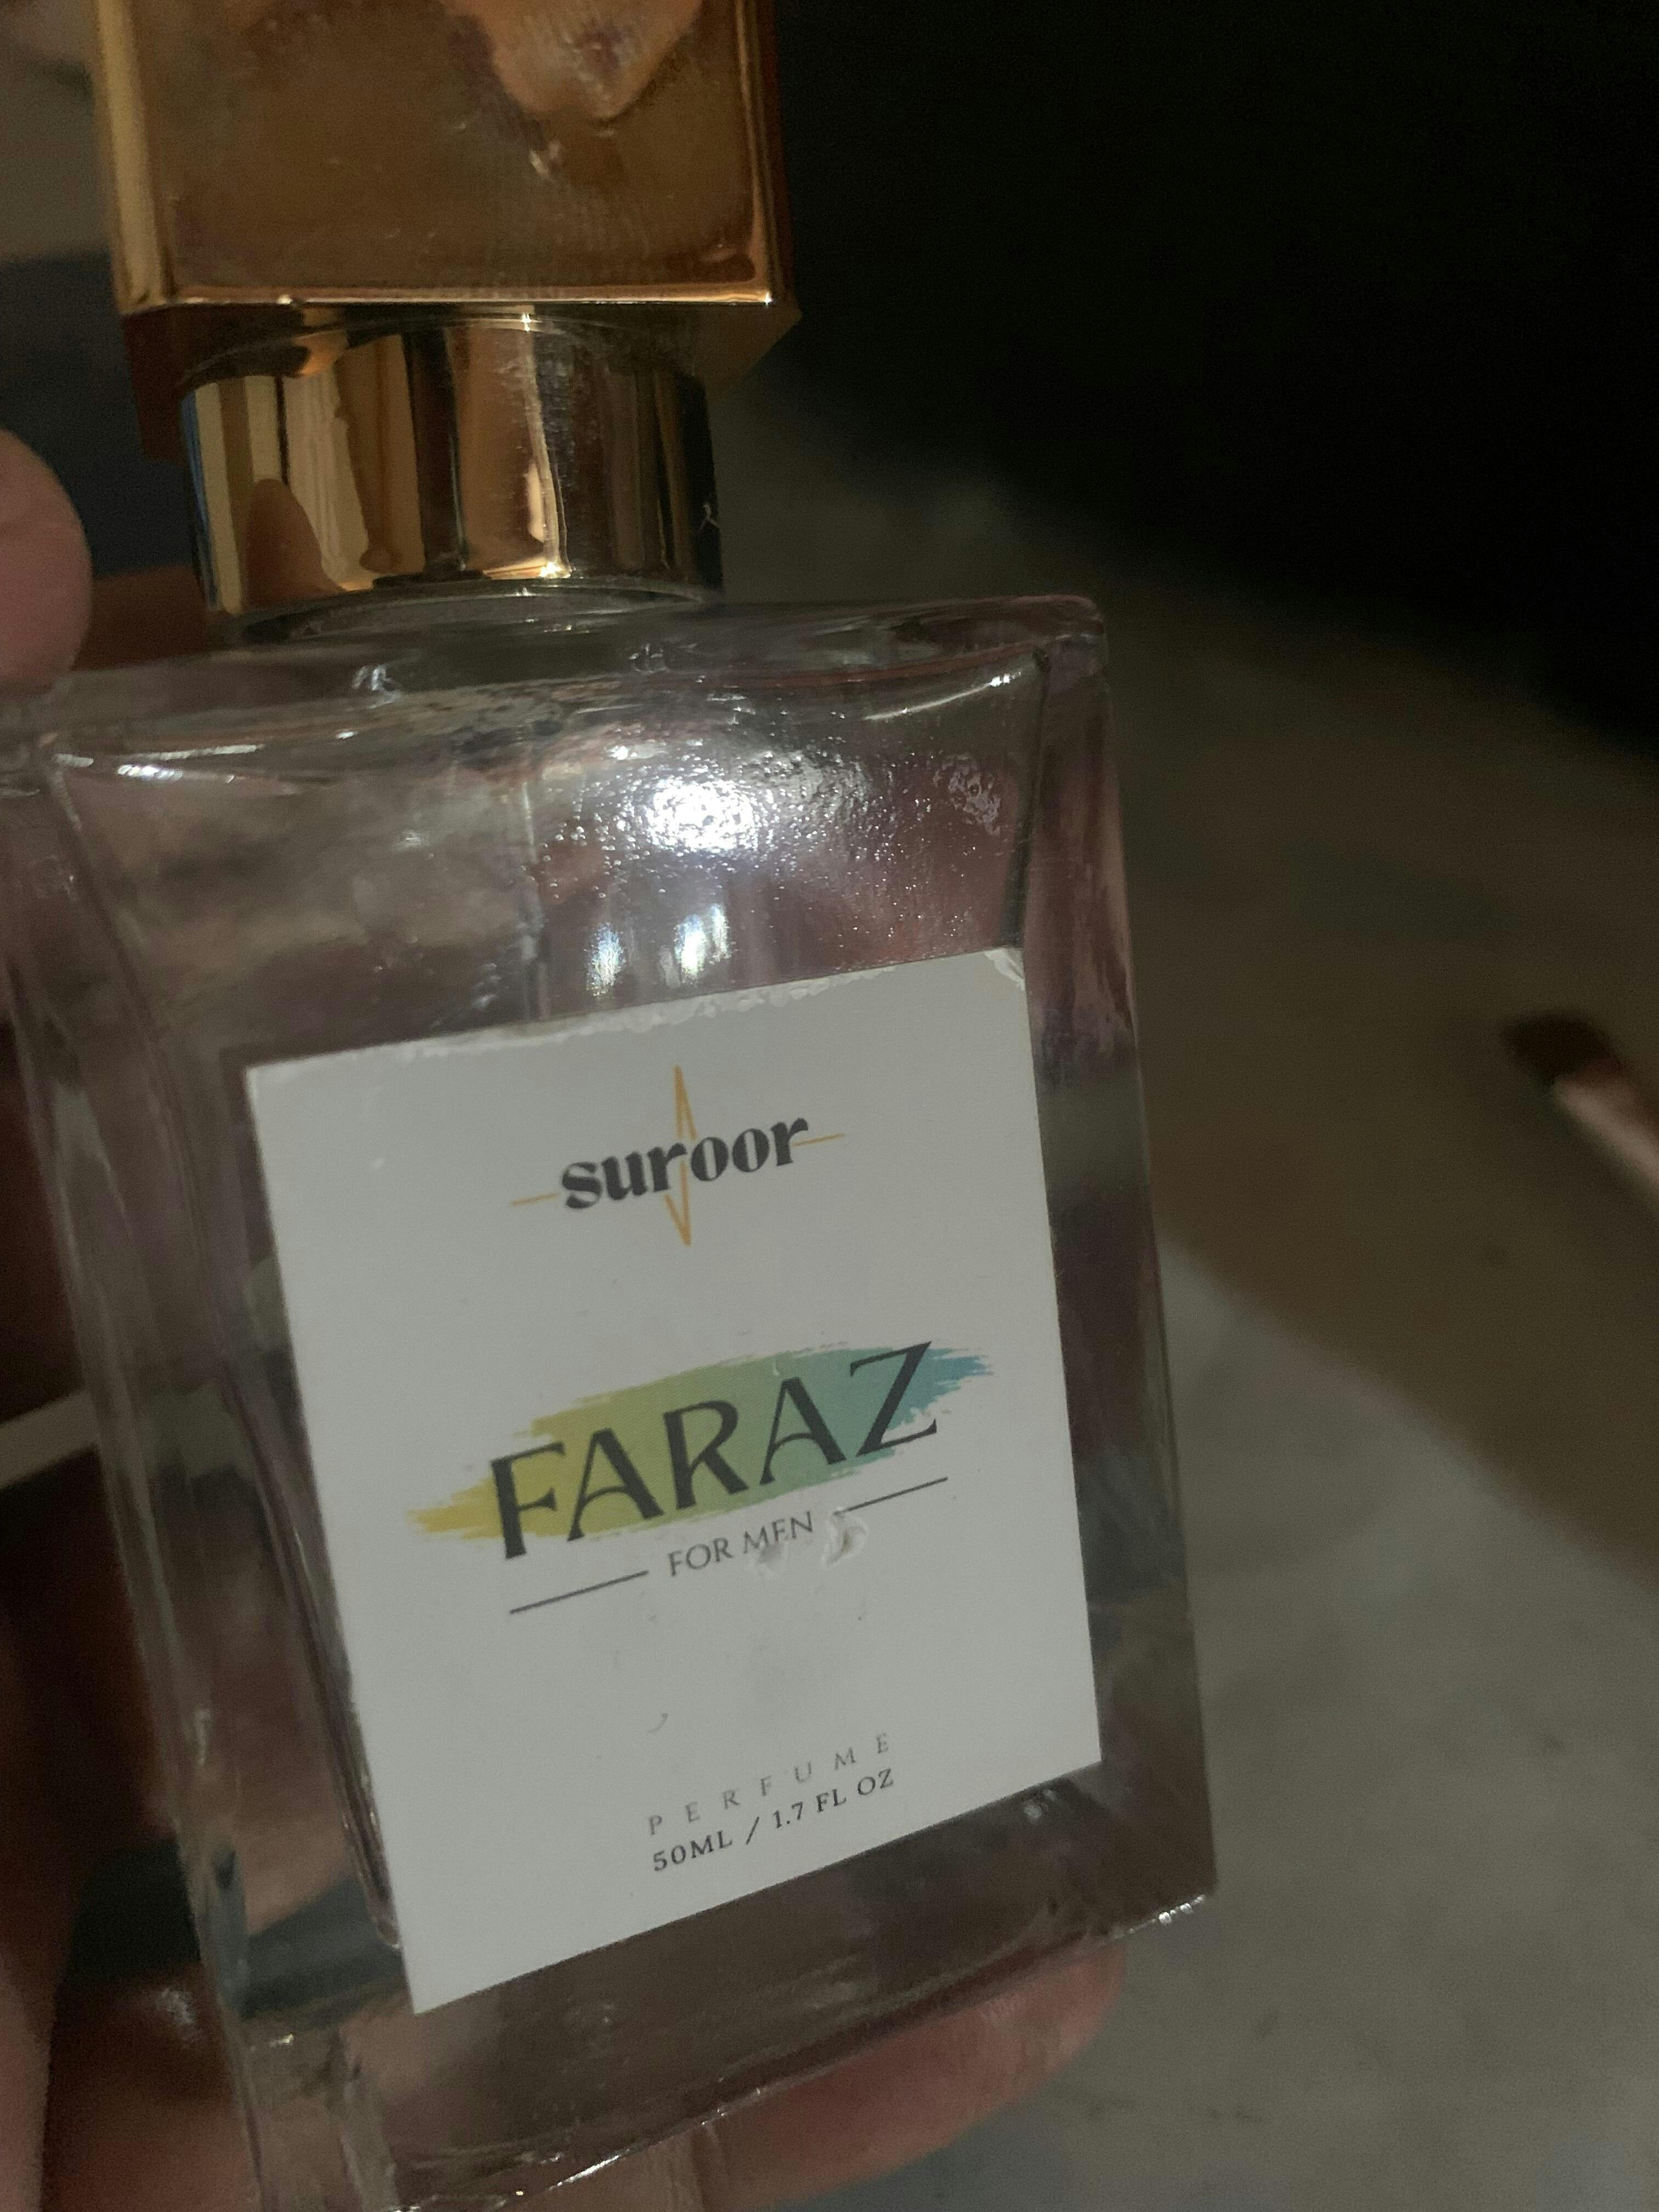 suroor
FARAZ
FOR MEN
PERFUME
50ML / 1.7 FL OZ